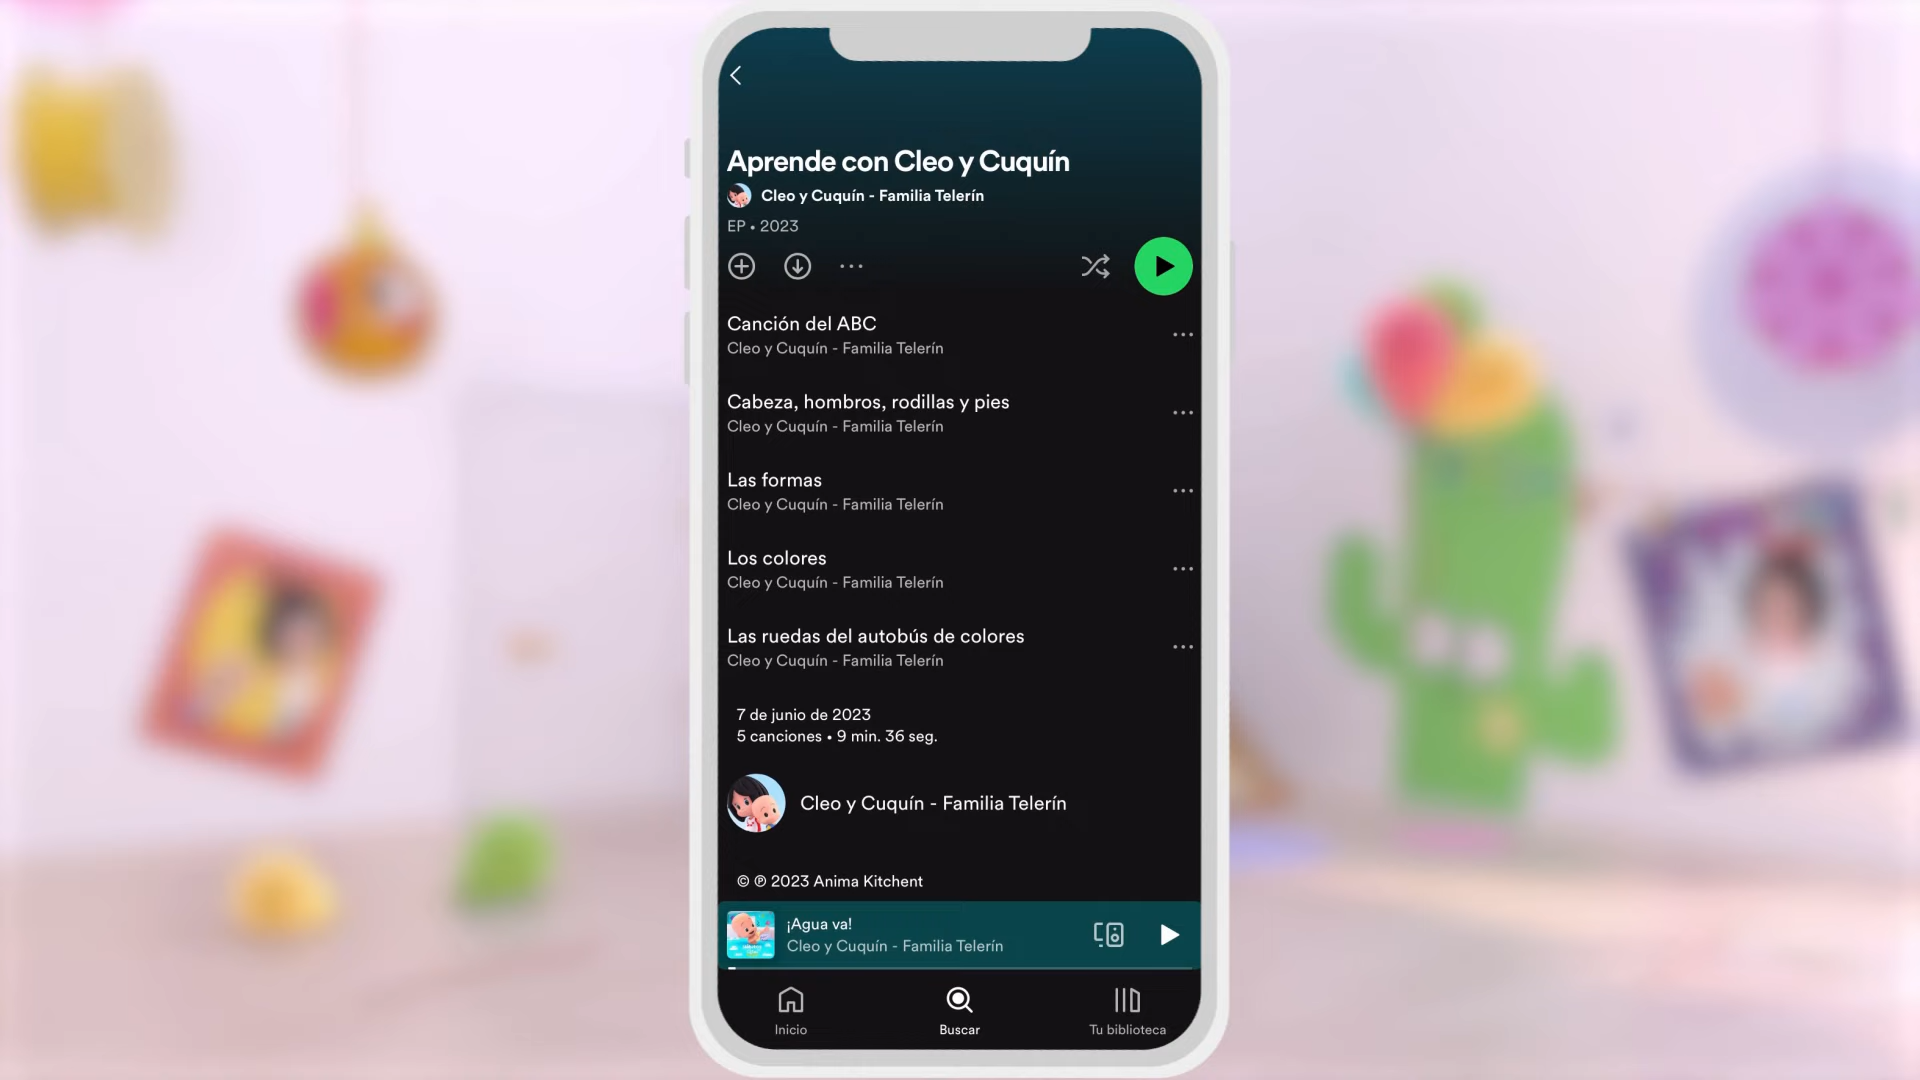 Aprende con Cleo y Cuquín
Cleo y Cuquín - Familia Telerín
EP • 2023
Canción del ABC
Cleo y Cuquín - Familia Telerín
Cabeza, hombros, rodillas y pies
Cleo y Cuquín - Familia Telerín
Las formas
Cleo y Cuquín - Familia Telerín
Los colores
Cleo y Cuquín - Familia Telerín
Las ruedas del autobús de colores
Cleo y Cuquín - Familia Telerín
7 de junio de 2023
5 canciones • 9 min. 36 seg.
Cleo y Cuquín - Familia Telerín
© ℗ 2023 Anima Kitchent
¡Agua va!
Cleo y Cuquín - Familia Telerín
Inicio
Buscar
Tu biblioteca